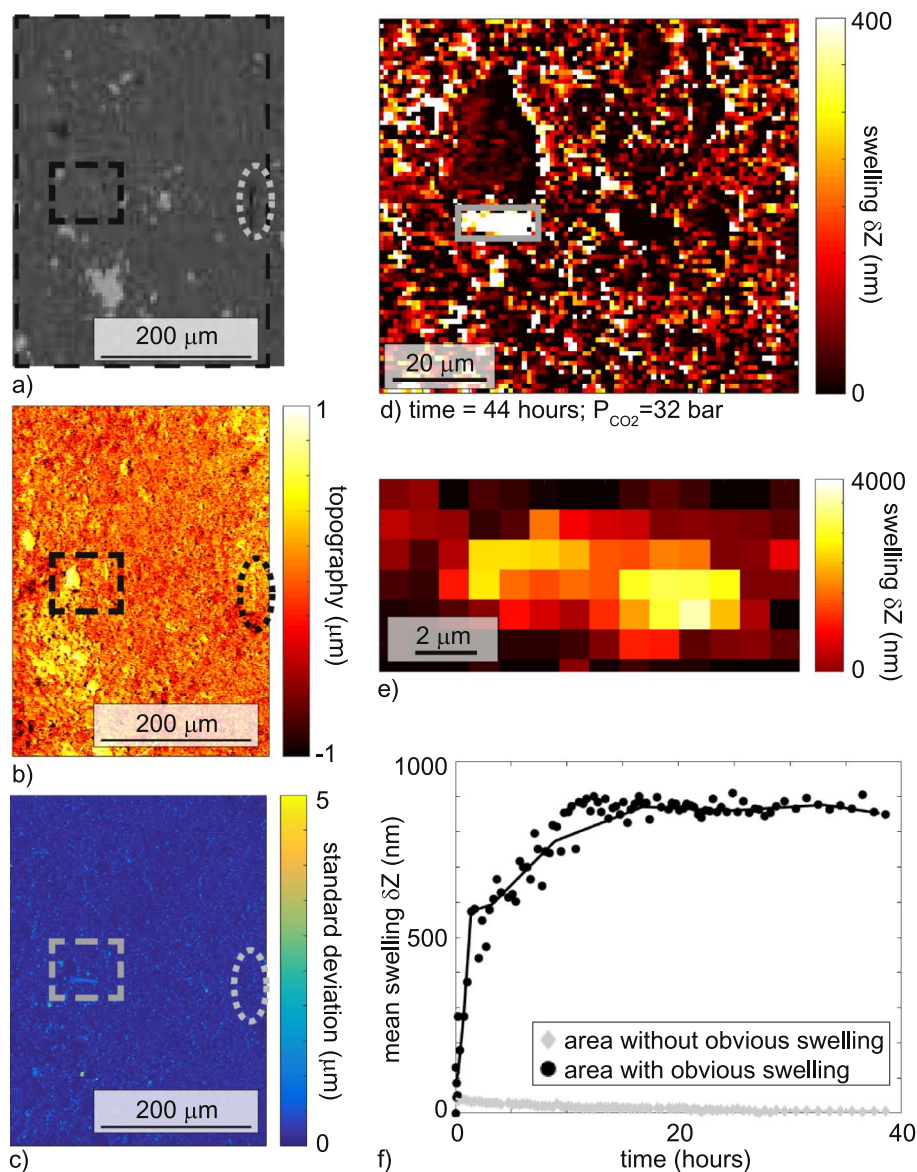 200 μm
a)
1
topography (μm)
-1
200 μm
b)
5
standard deviation (μm)
0
200 μm
c)
400
swelling δZ (nm)
0
20 μm
d) time = 44 hours; P_CO2=32 bar
4000
swelling δZ (nm)
0
2 μm
e)
1000
500
0
mean swelling δZ (nm)
area without obvious swelling
area with obvious swelling
0 20 40
time (hours)
f)